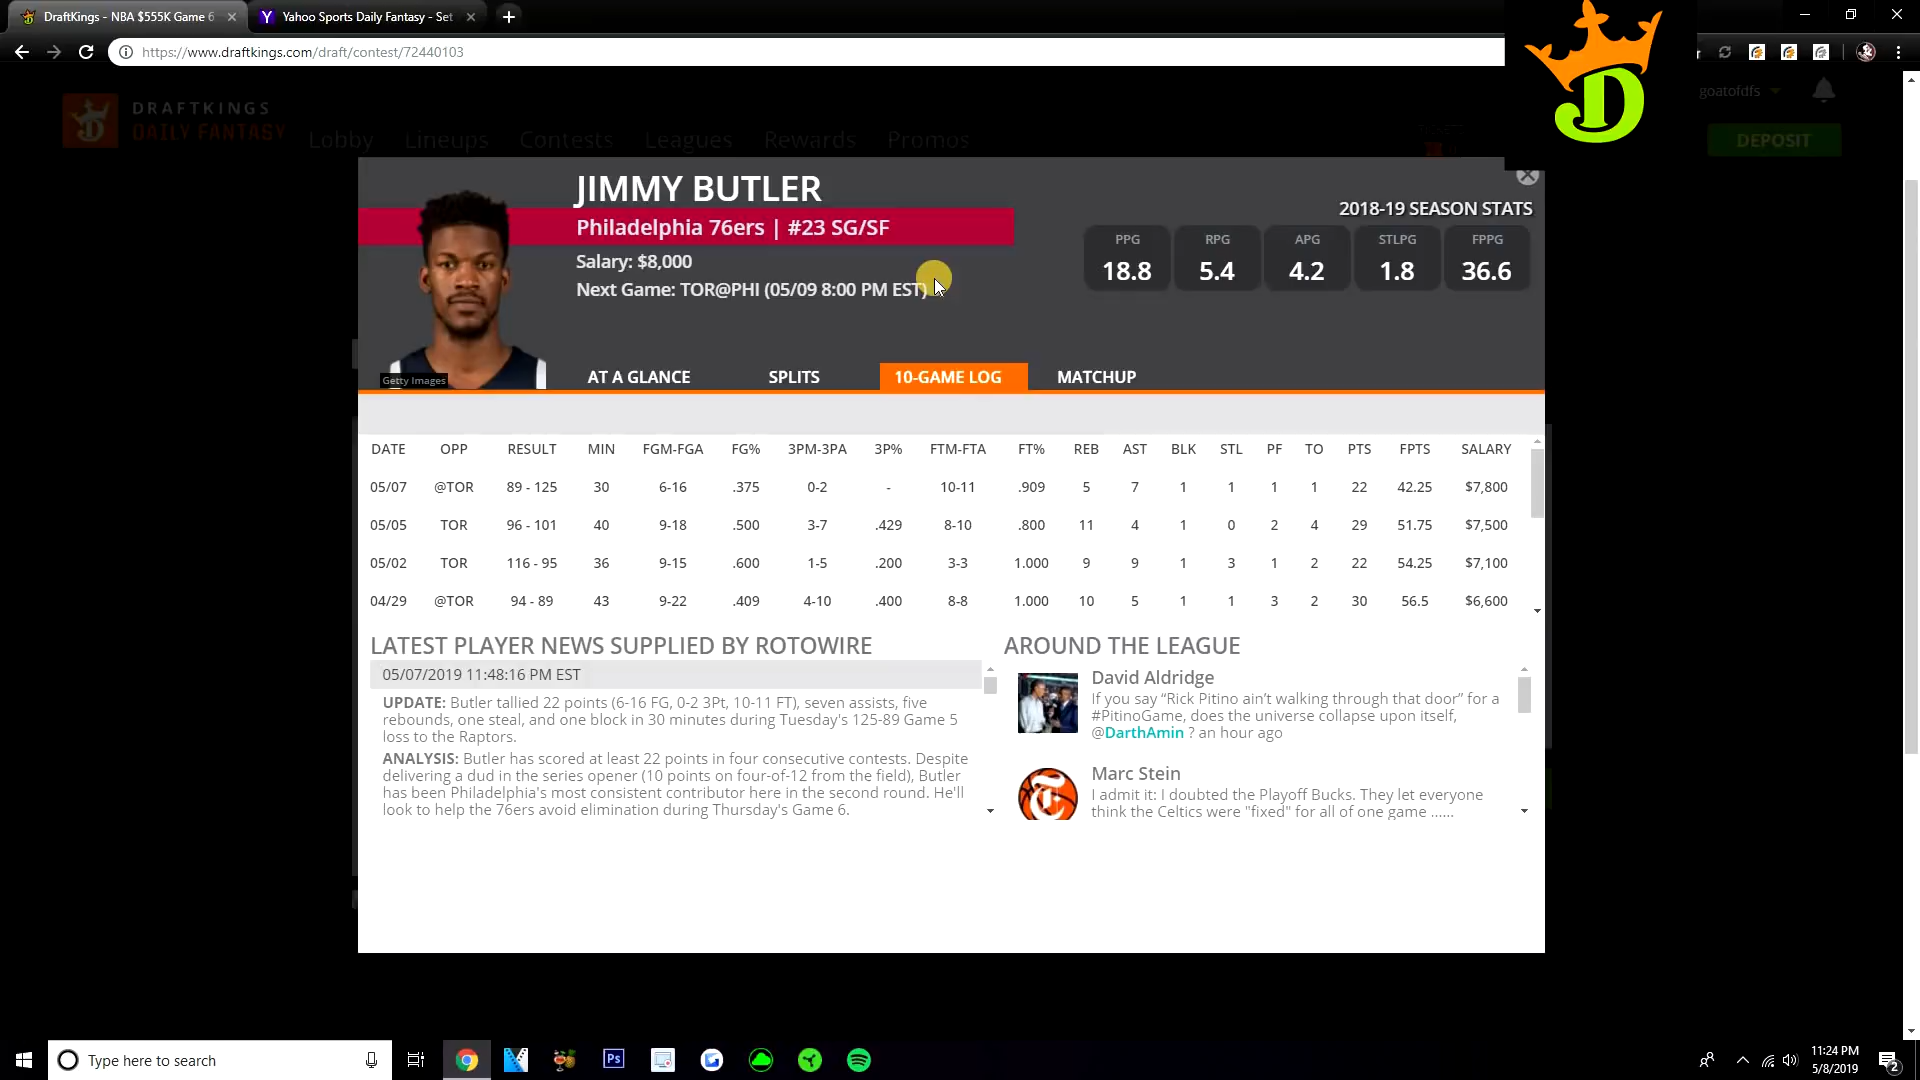 DraftKings - NBA $555K Game 6
Yahoo Sports Daily Fantasy - Set
https://www.draftkings.com/draft/contest/72440103
DRAFTKINGS
DAILY FANTASY
Lobby Lineups Contests Leagues Rewards Promos
goatofdfs
DEPOSIT
JIMMY BUTLER
Philadelphia 76ers | #23 SG/SF
Salary: $8,000
Next Game: TOR@PHI (05/09 8:00 PM EST)
2018-19 SEASON STATS
PPG RPG APG STLPG FPPG
18.8 5.4 4.2 1.8 36.6
Getty Images
AT A GLANCE SPLITS 10-GAME LOG MATCHUP
DATE OPP RESULT MIN FGM-FGA FG% 3PM-3PA 3P% FTM-FTA FT% REB AST BLK STL PF TO PTS FPTS SALARY
05/07 @TOR 89 - 125 30 6-16 .375 0-2 - 10-11 .909 5 7 1 1 1 1 22 42.25 $7,800
05/05 TOR 96 - 101 40 9-18 .500 3-7 .429 8-10 .800 11 4 1 0 2 4 29 51.75 $7,500
05/02 TOR 116 - 95 36 9-15 .600 1-5 .200 3-3 1.000 9 9 1 3 1 2 22 54.25 $7,100
04/29 @TOR 94 - 89 43 9-22 .409 4-10 .400 8-8 1.000 10 5 1 1 3 2 30 56.5 $6,600
LATEST PLAYER NEWS SUPPLIED BY ROTOWIRE
05/07/2019 11:48:16 PM EST
UPDATE: Butler tallied 22 points (6-16 FG, 0-2 3Pt, 10-11 FT), seven assists, five
rebounds, one steal, and one block in 30 minutes during Tuesday's 125-89 Game 5
loss to the Raptors.
ANALYSIS: Butler has scored at least 22 points in four consecutive contests. Despite
delivering a dud in the series opener (10 points on four-of-12 from the field), Butler
has been Philadelphia's most consistent contributor here in the second round. He'll
look to help the 76ers avoid elimination during Thursday's Game 6.
AROUND THE LEAGUE
David Aldridge
If you say “Rick Pitino ain’t walking through that door” for a
#PitinoGame, does the universe collapse upon itself,
@DarthAmin ? an hour ago
Marc Stein
I admit it: I doubted the Playoff Bucks. They let everyone
think the Celtics were "fixed" for all of one game ......
Type here to search
Ps
11:24 PM
5/8/2019
2